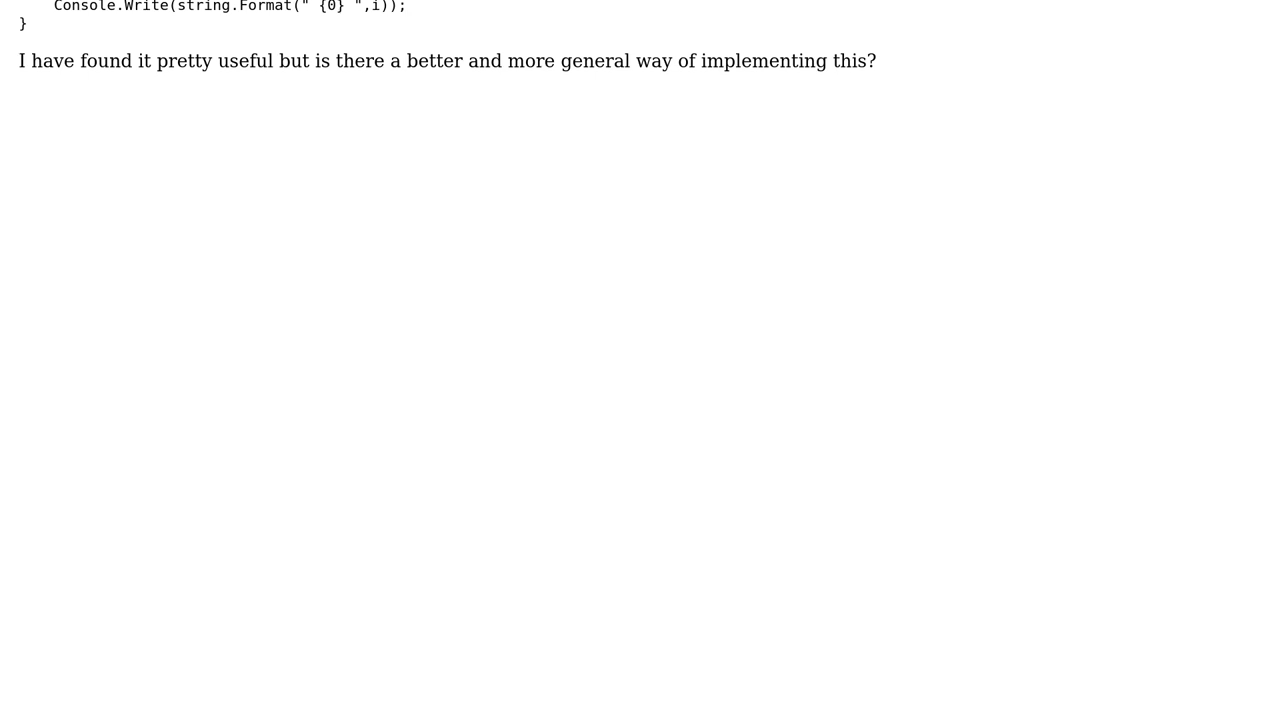 Console.Write(string.Format(" {0} ",i));
}
I have found it pretty useful but is there a better and more general way of implementing this?